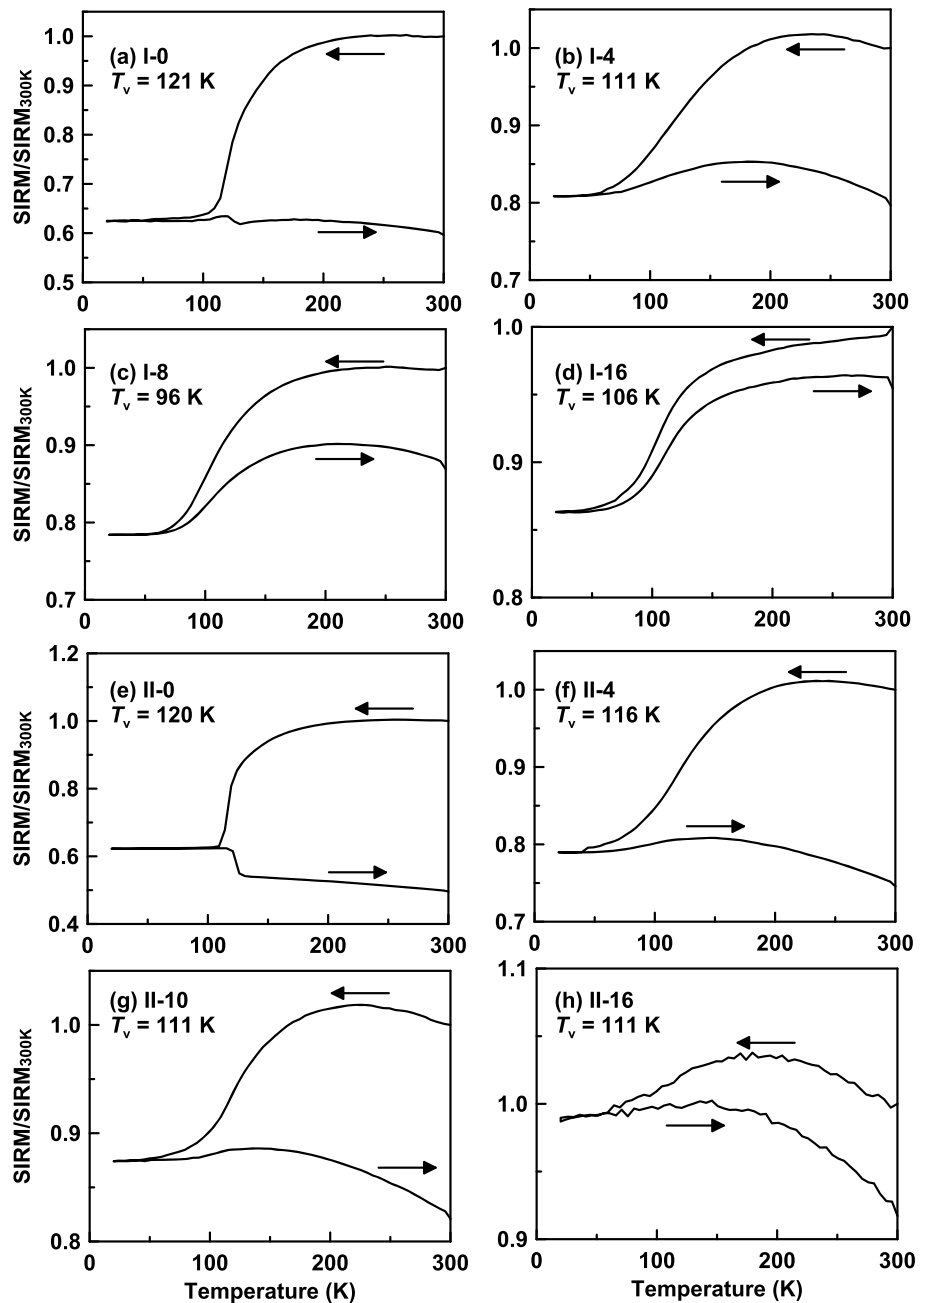 (a) I-0
Tv = 121 K
SIRM/SIRM300K
1.0
0.9
0.8
0.7
0.6
0.5
0 100 200 300
(b) I-4
Tv = 111 K
1.0
0.9
0.8
0.7
0 100 200 300
(c) I-8
Tv = 96 K
SIRM/SIRM300K
1.0
0.9
0.8
0.7
0 100 200 300
(d) I-16
Tv = 106 K
1.0
0.9
0.8
0 100 200 300
(e) II-0
Tv = 120 K
SIRM/SIRM300K
1.2
1.0
0.8
0.6
0.4
0 100 200 300
(f) II-4
Tv = 116 K
1.0
0.9
0.8
0.7
0 100 200 300
(g) II-10
Tv = 111 K
SIRM/SIRM300K
1.0
0.9
0.8
0 100 200 300
Temperature (K)
(h) II-16
Tv = 111 K
1.1
1.0
0.9
0 100 200 300
Temperature (K)